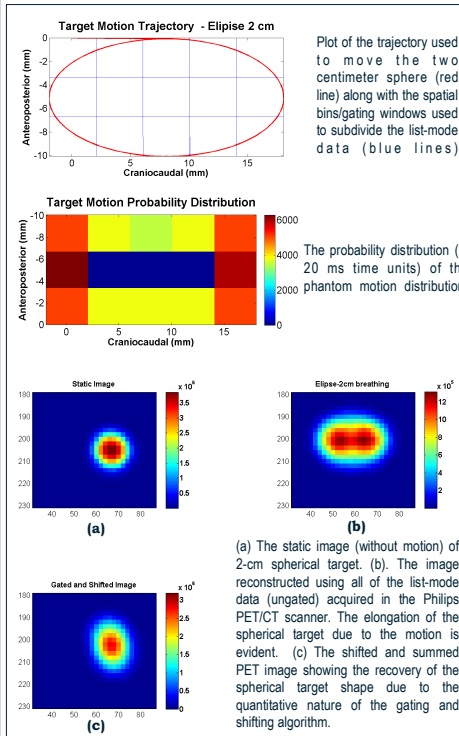 Target Motion Trajectory - Elipise 2 cm
Anteroposterior (mm)
0
-2
-4
-6
-8
-10
0
5
10
15
Craniocaudal (mm)
Plot of the trajectory used
to move the two
centimeter sphere (red
line) along with the spatial
bins/gating windows used
to subdivide the list-mode
data (blue lines)
Target Motion Probability Distribution
Anteroposterior (mm)
-10
-8
-6
-4
-2
0
0
5
10
15
Craniocaudal (mm)
6000
4000
2000
0
The probability distribution (
20 ms time units) of th
phantom motion distribution
Static Image
180
190
200
210
220
230
40
50
60
70
80
x 10^6
3.5
3
2.5
2
1.5
1
0.5
(a)
Elipse-2cm breathing
180
190
200
210
220
230
40
50
60
70
80
x 10^5
12
10
8
6
4
2
(b)
Gated and Shifted Image
180
190
200
210
220
230
40
50
60
70
80
x 10^6
3.5
3
2.5
2
1.5
1
0.5
0
(c)
(a) The static image (without motion) of
2-cm spherical target. (b). The image
reconstructed using all of the list-mode
data (ungated) acquired in the Philips
PET/CT scanner. The elongation of the
spherical target due to the motion is
evident. (c) The shifted and summed
PET image showing the recovery of the
spherical target shape due to the
quantitative nature of the gating and
shifting algorithm.